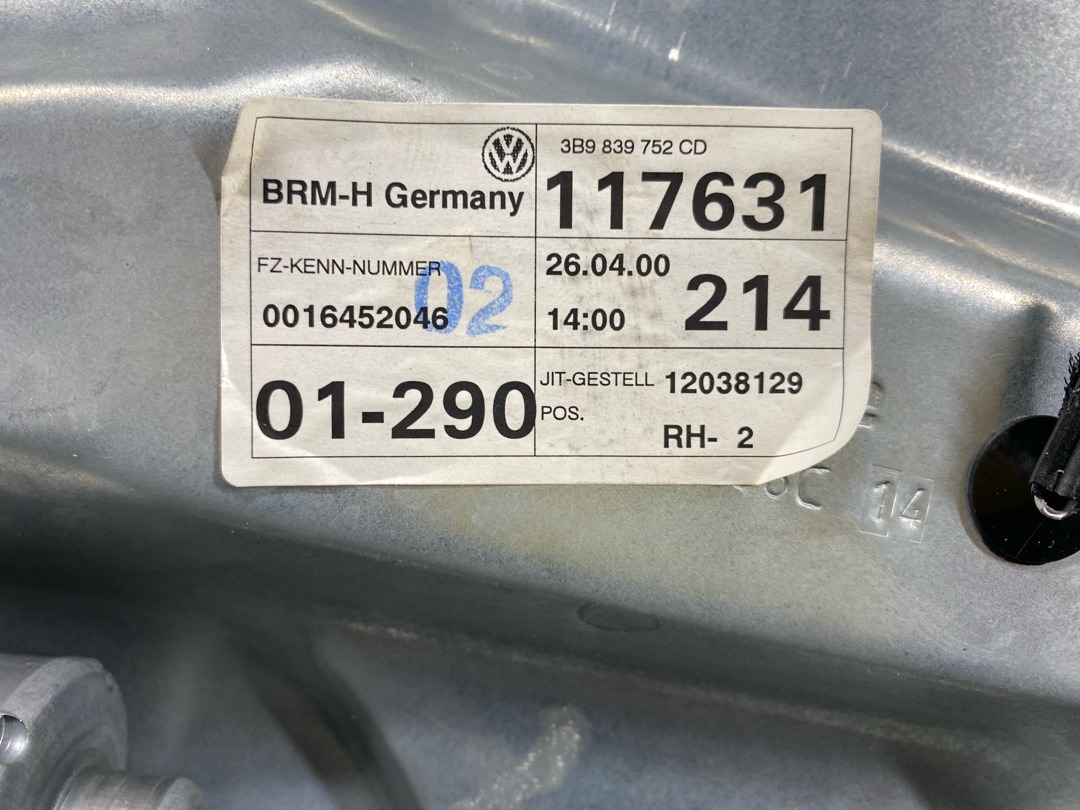 3B9 839 752 CD
BRM-H Germany
117631
FZ-KENN-NUMMER
02
0016452046
26.04.00
14:00
214
01-290
JIT-GESTELL 12038129
POS.
RH- 2
14